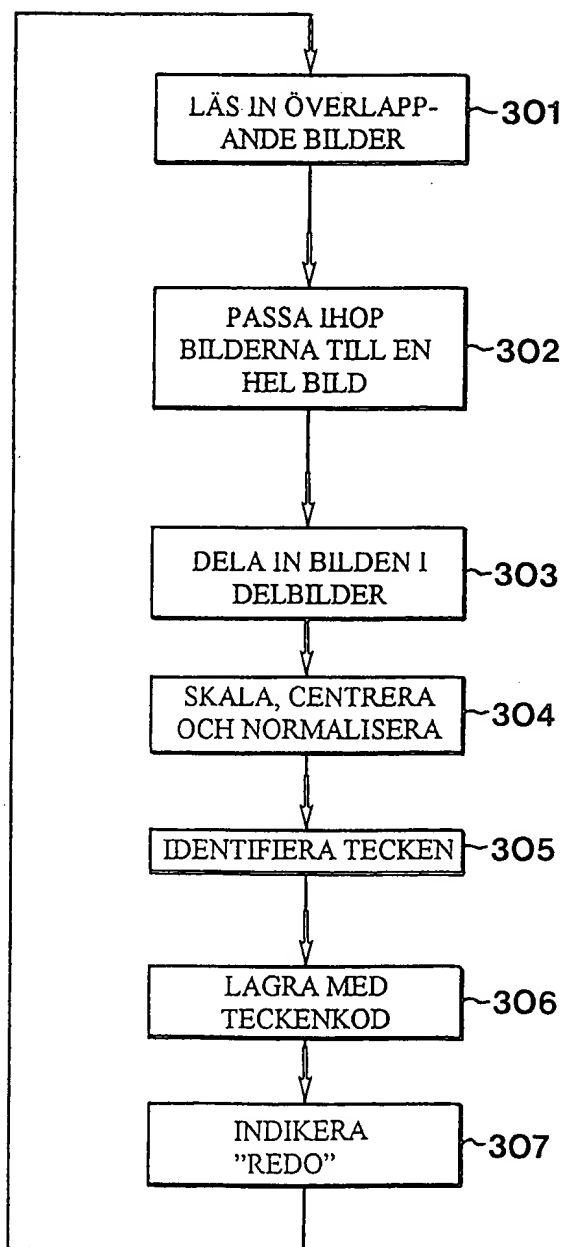 LÄS IN ÖVERLAPP-
ANDE BILDER
301
PASSA IHOP
BILDERNA TILL EN
HEL BILD
302
DELA IN BILDEN I
DELBILDER
303
SKALA, CENTRERA
OCH NORMALISERA
304
IDENTIFIERA TECKEN
305
LAGRA MED
TECKENKOD
306
INDIKERA
”REDO”
307